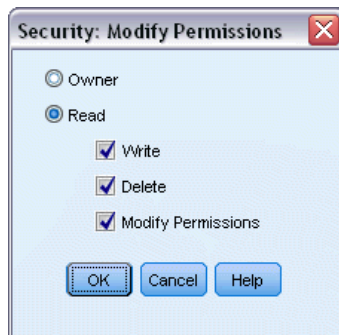 Security: Modify Permissions
Owner
Read
Write
Delete
Modify Permissions
OK Cancel Help